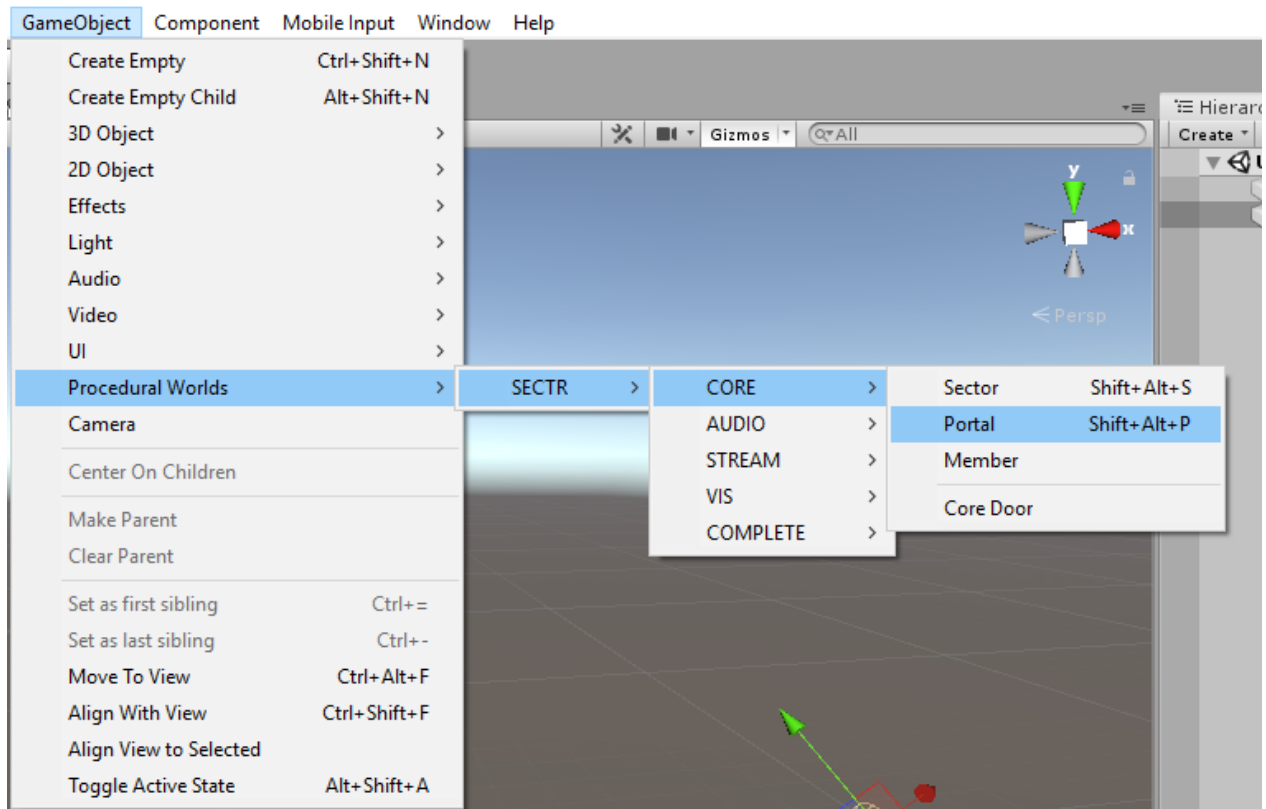 GameObject Component Mobile Input Window Help
Create Empty Ctrl+Shift+N
Create Empty Child Alt+Shift+N
3D Object
2D Object
Effects
Light
Audio
Video
UI
Procedural Worlds
Camera
Center On Children
Make Parent
Clear Parent
Set as first sibling Ctrl+=
Set as last sibling Ctrl+-
Move To View Ctrl+Alt+F
Align With View Ctrl+Shift+F
Align View to Selected
Toggle Active State Alt+Shift+A
SECTR
CORE
AUDIO
STREAM
VIS
COMPLETE
Sector Shift+Alt+S
Portal Shift+Alt+P
Member
Core Door
Gizmos All
y
x
Persp
Hierarc
Create